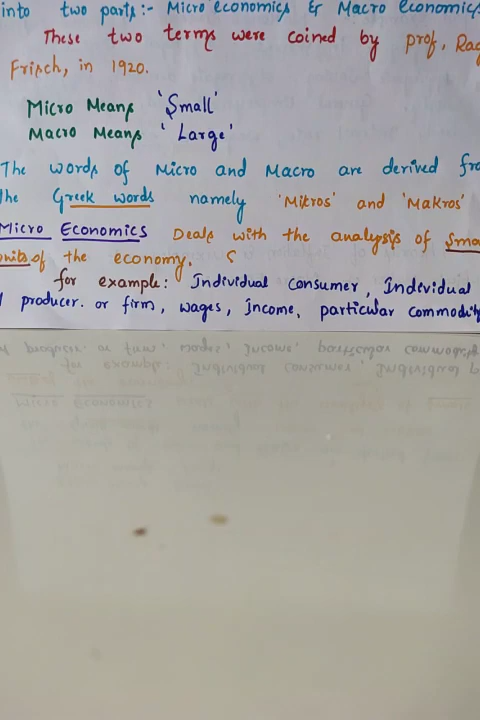 into two parts:- Micro economics & Macro economics
These two terms were coined by prof. Rag
Frisch, in 1920.
Micro Means 'Small'
Macro Means 'Large'
The words of Micro and Macro are derived fro
the Greek words namely 'Mikros' and 'Makros'
Micro Economics Deals with the analysis of Sma
units of the economy.
for example: Individual consumer, Individual
producer. or firm, wages, Income, particular commodity